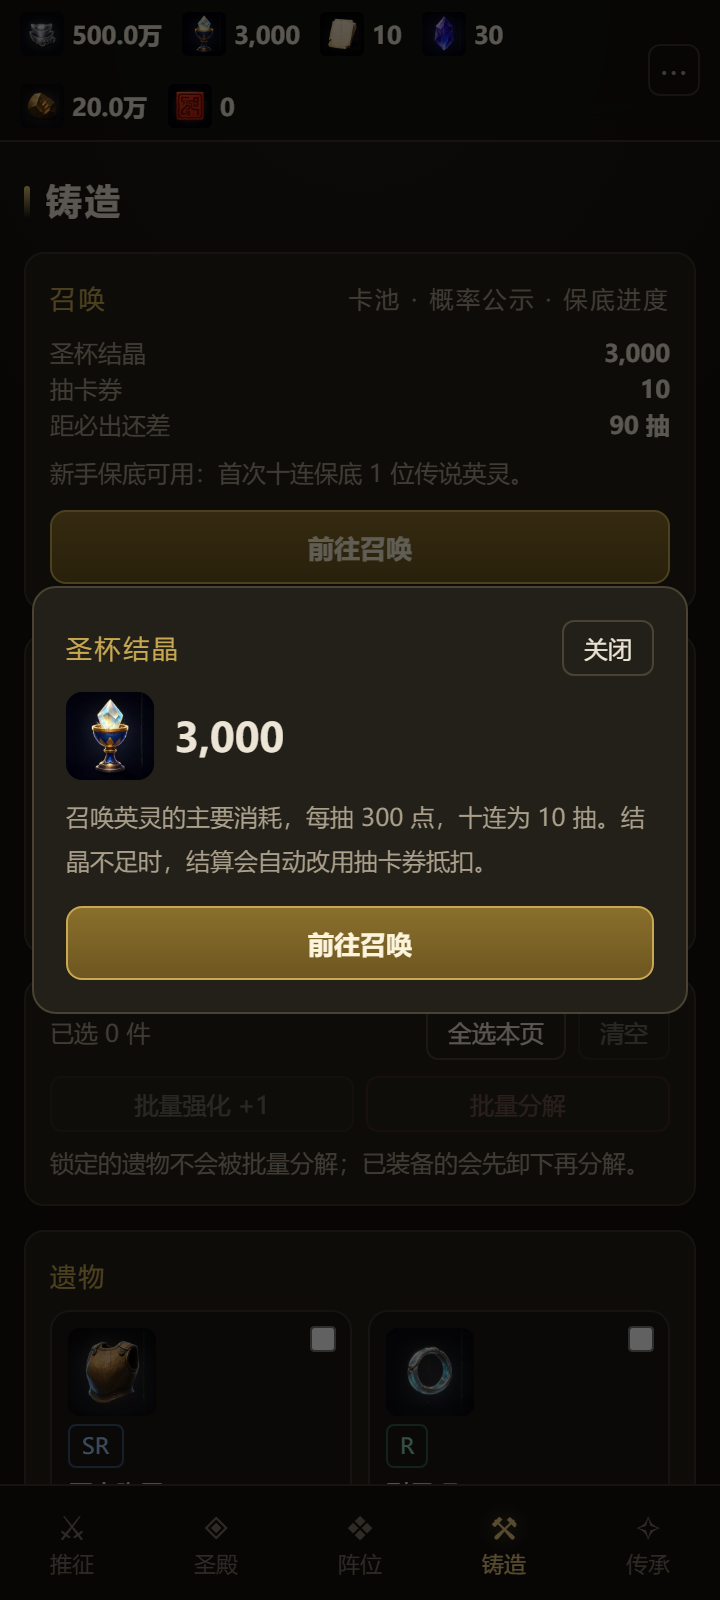 500.0万 3,000 10 30
...
20.0万 0
铸造
召唤 卡池 · 概率公示 · 保底进度
圣杯结晶 3,000
抽卡券 10
距必出还差 90 抽
新手保底可用：首次十连保底 1 位传说英灵。
前往召唤
圣杯结晶 关闭
3,000
召唤英灵的主要消耗，每抽 300 点，十连为 10 抽。结
晶不足时，结算会自动改用抽卡券抵扣。
前往召唤
已选 0 件 全选本页 清空
批量强化 +1 批量分解
锁定的遗物不会被批量分解；已装备的会先卸下再分解。
遗物
SR R
推征 圣殿 阵位 铸造 传承